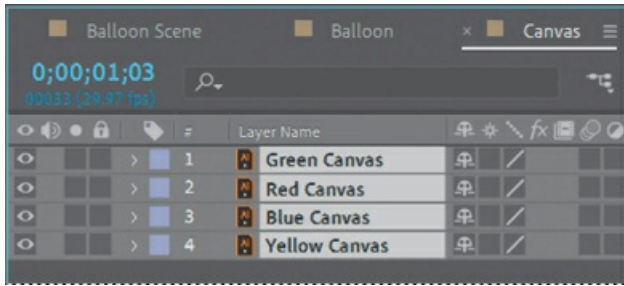 Balloon Scene Balloon × Canvas
0;00;01;03
00033 (29.97 fps)
# Layer Name fx
1 Green Canvas
2 Red Canvas
3 Blue Canvas
4 Yellow Canvas